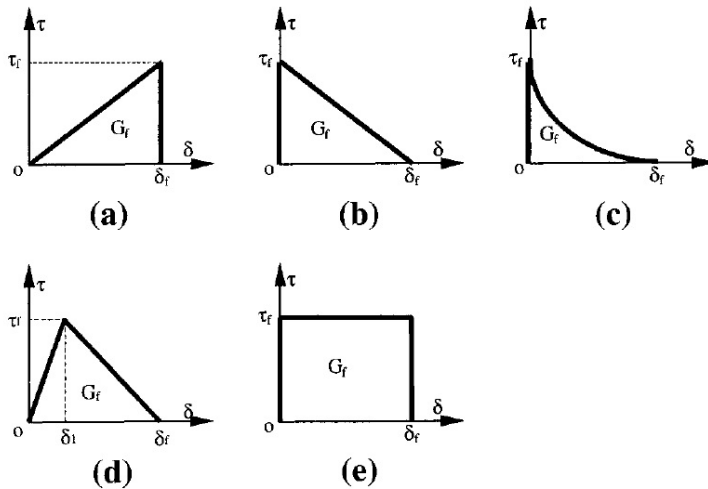 τ τ τ
τf τf τf
Gf Gf Gf
o δf δ o δf δ o δf δ
(a) (b) (c)
τ τ
τf τf
Gf Gf
o δ1 δf δ o δf δ
(d) (e)